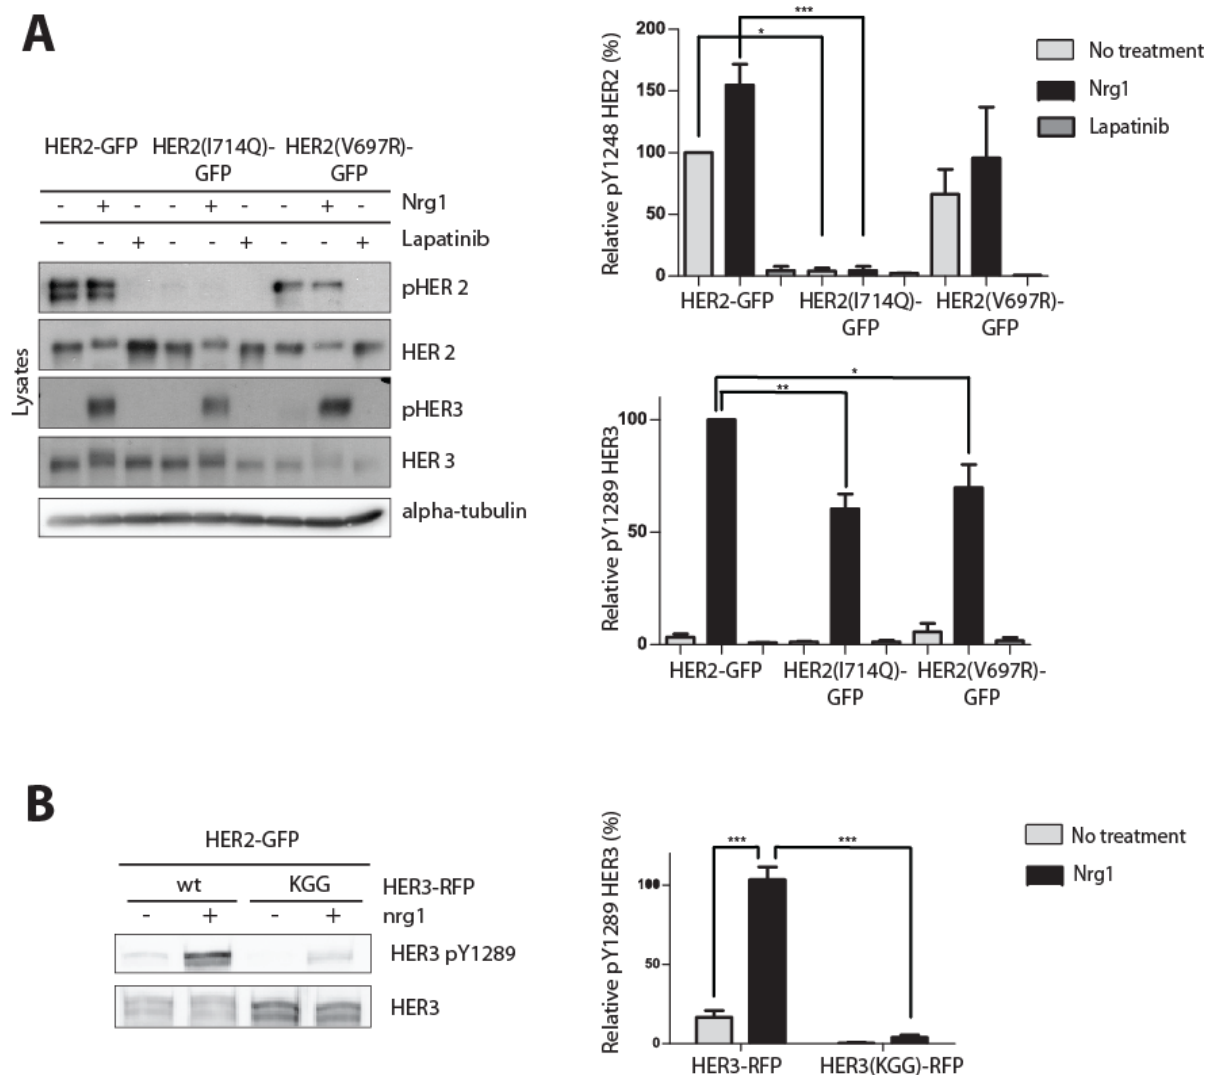 A
HER2-GFP HER2(I714Q)- HER2(V697R)-
GFP GFP
- + - - + - - + - Nrg1
- - + - - + - - + Lapatinib
Lysates
pHER 2
HER 2
pHER3
HER 3
alpha-tubulin
Relative pY1248 HER2 (%)
200
150
100
50
0
*
***
HER2-GFP HER2(I714Q)- HER2(V697R)-
GFP GFP
No treatment
Nrg1
Lapatinib
Relative pY1289 HER3
100
50
0
*
**
HER2-GFP HER2(I714Q)- HER2(V697R)-
GFP GFP
B
HER2-GFP
wt KGG HER3-RFP
- + - + nrg1
HER3 pY1289
HER3
Relative pY1289 HER3 (%)
100
50
0
*** ***
HER3-RFP HER3(KGG)-RFP
No treatment
Nrg1